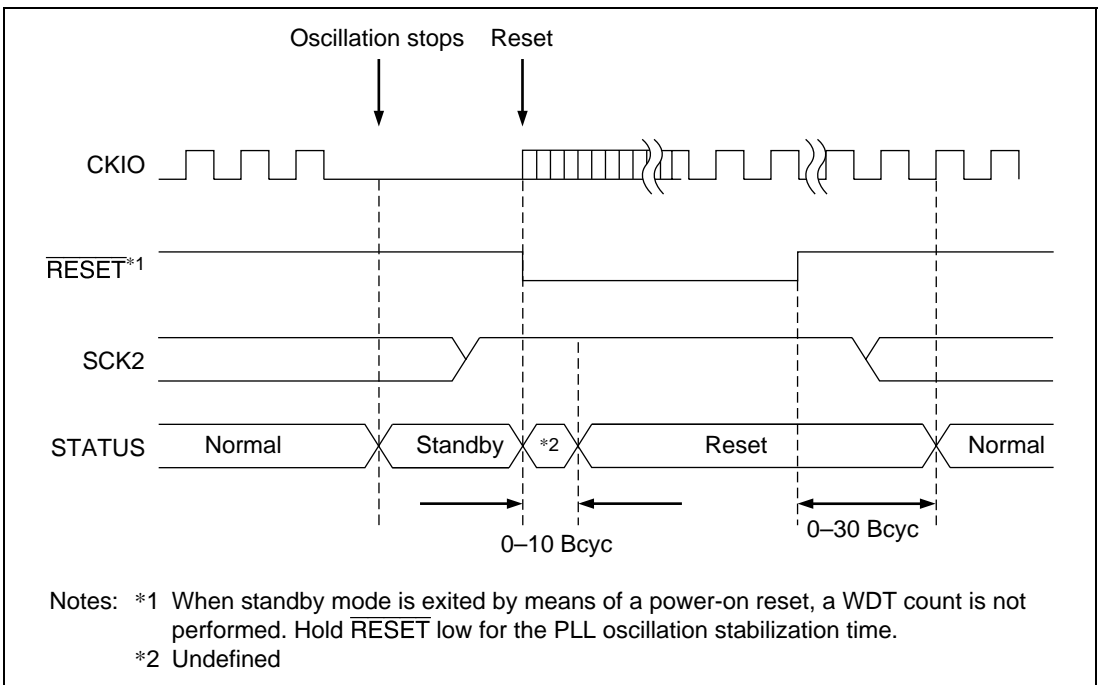 Oscillation stops Reset
CKIO
RESET*1
SCK2
STATUS Normal Standby *2 Reset Normal
0–10 Bcyc 0–30 Bcyc
Notes: *1 When standby mode is exited by means of a power-on reset, a WDT count is not
performed. Hold RESET low for the PLL oscillation stabilization time.
*2 Undefined